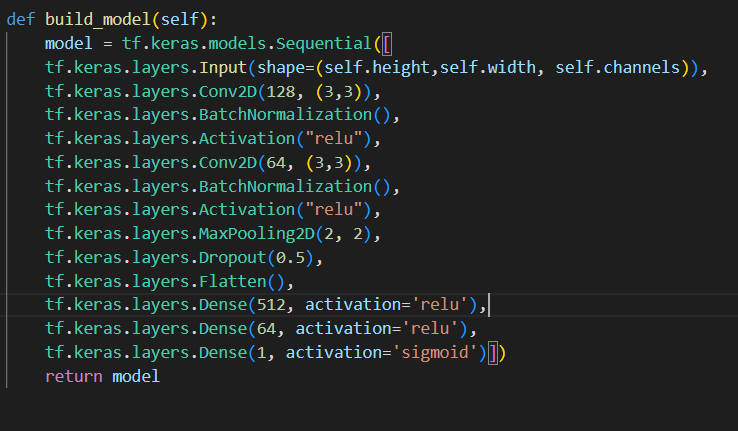 def build_model(self):
    model = tf.keras.models.Sequential([
    tf.keras.layers.Input(shape=(self.height,self.width, self.channels)),
    tf.keras.layers.Conv2D(128, (3,3)),
    tf.keras.layers.BatchNormalization(),
    tf.keras.layers.Activation("relu"),
    tf.keras.layers.Conv2D(64, (3,3)),
    tf.keras.layers.BatchNormalization(),
    tf.keras.layers.Activation("relu"),
    tf.keras.layers.MaxPooling2D(2, 2),
    tf.keras.layers.Dropout(0.5),
    tf.keras.layers.Flatten(),
    tf.keras.layers.Dense(512, activation='relu'),
    tf.keras.layers.Dense(64, activation='relu'),
    tf.keras.layers.Dense(1, activation='sigmoid')])
    return model